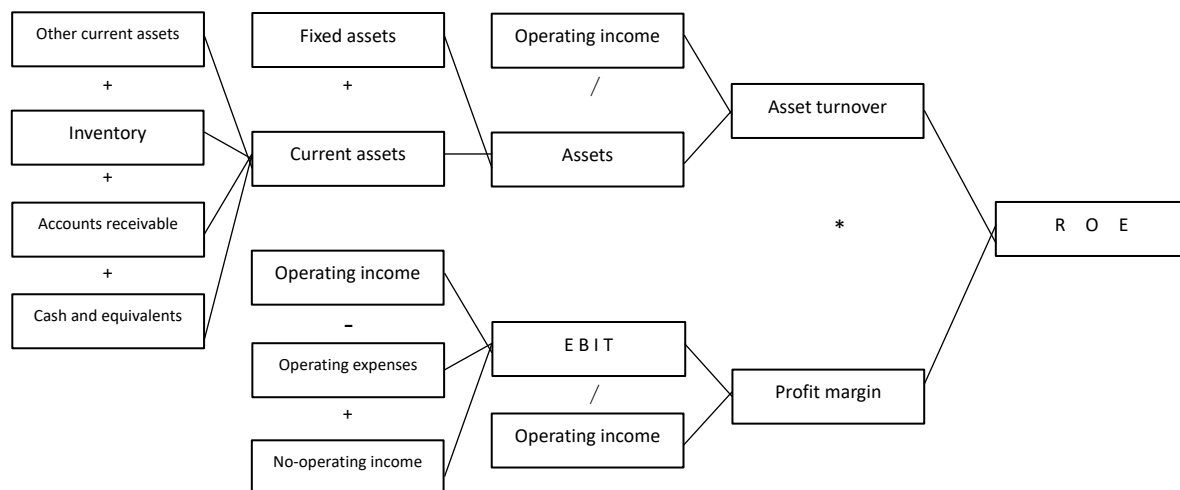 Other current assets
+
Inventory
+
Accounts receivable
+
Cash and equivalents
Fixed assets
+
Current assets
Operating income
-
Operating expenses
+
No-operating income
Operating income
/
Assets
E B I T
/
Operating income
Asset turnover
*
Profit margin
R O E